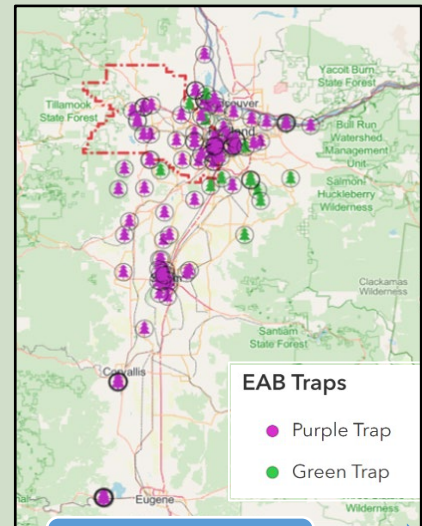 Yacolt Burn
State Forest
Tillamook
State Forest
Bull Run
Watershed
Management
Unit
Salmon
Huckleberry
Wilderness
Clackamas
Wilderness
Santiam
State Forest
Corvallis
EAB Traps
Purple Trap
Green Trap
Eugene
Wilderness